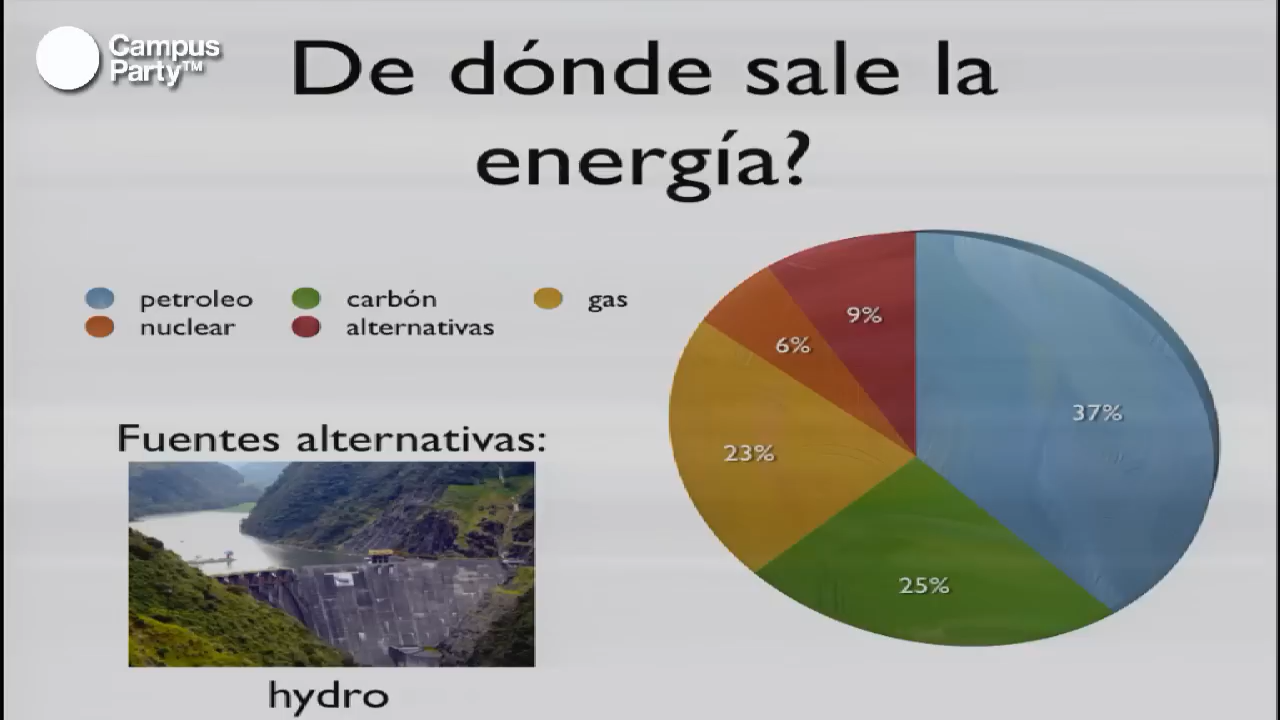 Campus
Party™
De dónde sale la
energía?
petroleo
carbón
gas
nuclear
alternativas
9%
6%
37%
23%
25%
Fuentes alternativas:
hydro